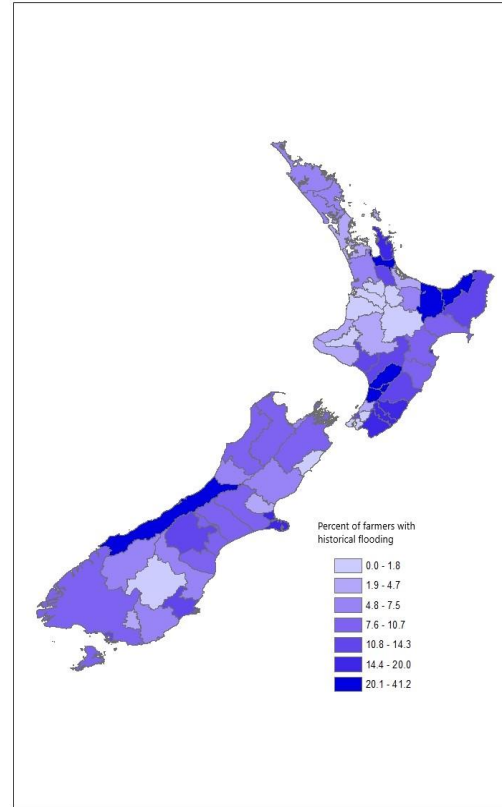 Percent of farmers with
historical flooding
0.0 - 1.8
1.9 - 4.7
4.8 - 7.5
7.6 - 10.7
10.8 - 14.3
14.4 - 20.0
20.1 - 41.2